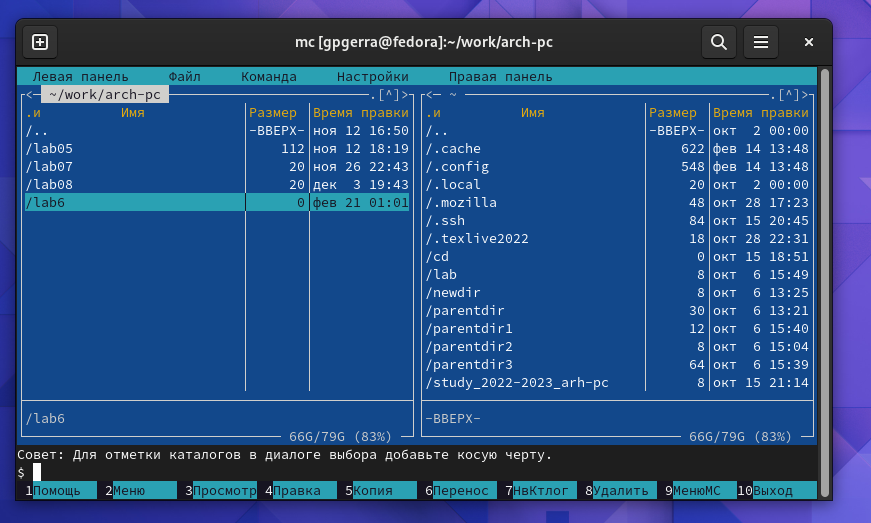 mc [gpgerra@fedora]:~/work/arch-pc
Левая панель Файл Команда Настройки Правая панель
<─ ~/work/arch-pc .[^]> <─ ~ .[^]>
.и Имя Размер Время правки .и Имя Размер Время правки
/.. -ВВЕРХ- ноя 12 16:50 /.. -ВВЕРХ- окт 2 00:00
/lab05 112 ноя 12 18:19 /.cache 622 фев 14 13:48
/lab07 20 ноя 26 22:43 /.config 548 фев 14 13:48
/lab08 20 дек 3 19:43 /.local 20 окт 2 00:00
/lab6 0 фев 21 01:01 /.mozilla 48 окт 28 17:23
/.ssh 84 окт 15 20:45
/.texlive2022 18 окт 28 22:31
/cd 0 окт 15 18:51
/lab 8 окт 6 15:49
/newdir 8 окт 6 13:25
/parentdir 30 окт 6 13:21
/parentdir1 12 окт 6 15:40
/parentdir2 8 окт 6 15:04
/parentdir3 64 окт 6 15:39
/study_2022-2023_arh-pc 8 окт 15 21:14
/lab6 -ВВЕРХ-
66G/79G (83%) 66G/79G (83%)
Совет: Для отметки каталогов в диалоге выбора добавьте косую черту.
$
1Помощь 2Меню 3Просмотр 4Правка 5Копия 6Перенос 7НвКтлог 8Удалить 9МенюМС 10Выход